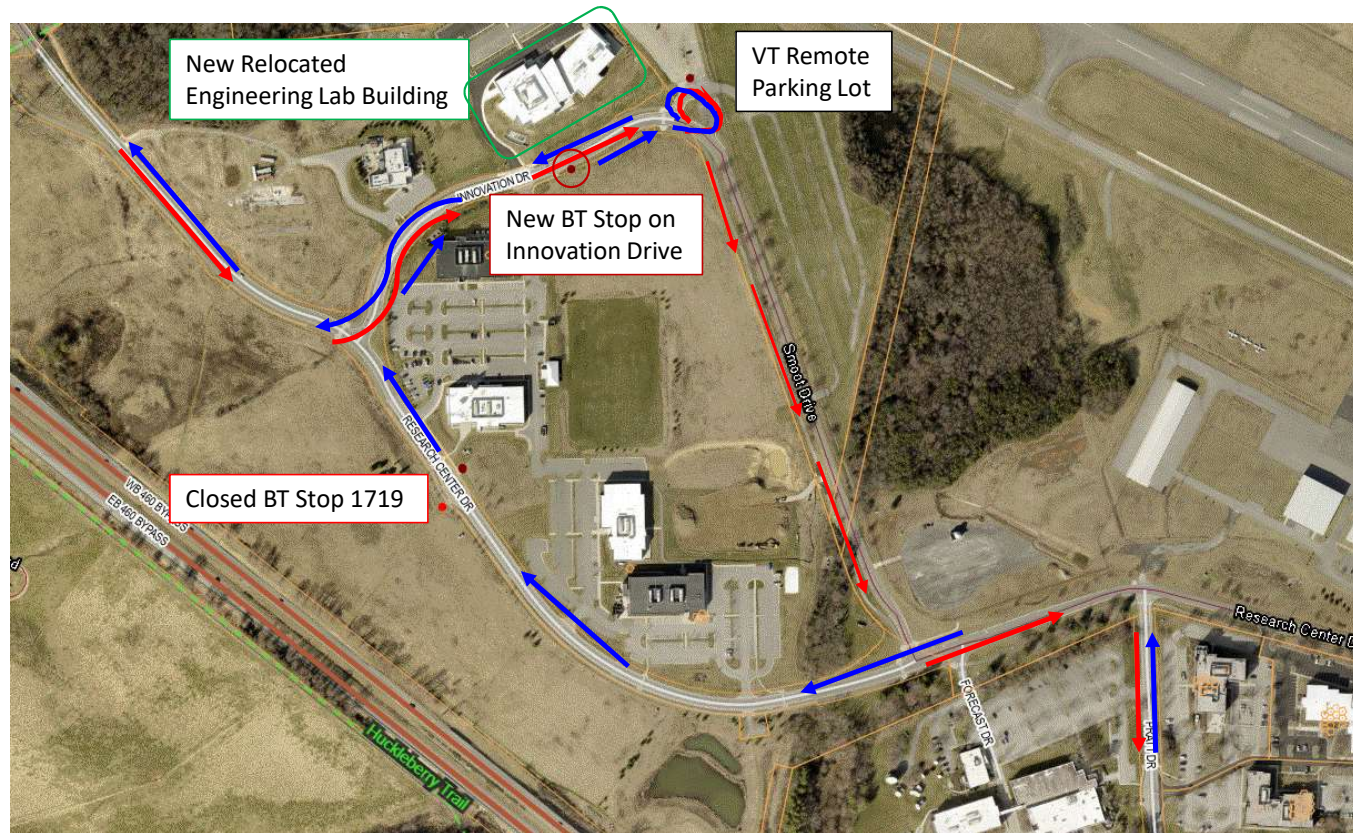 New Relocated
Engineering Lab Building
VT Remote
Parking Lot
INNOVATION DR
New BT Stop on
Innovation Drive
Smoot Drive
RESEARCH CENTER DR
Closed BT Stop 1719
WB 460 BYPASS
EB 460 BYPASS
Huckleberry Trail
Research Center D
FORECAST DR
PRATT DR
d